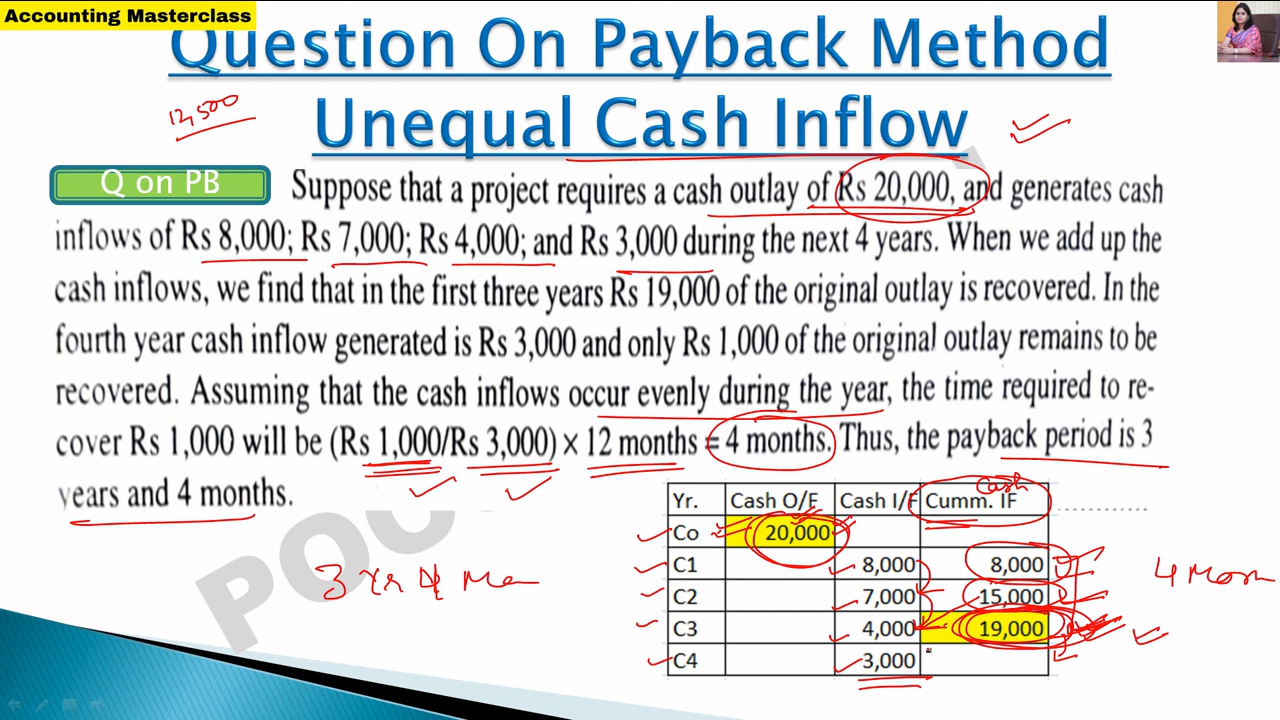 Accounting Masterclass
Question On Payback Method
Unequal Cash Inflow
12,500
Q on PB
Suppose that a project requires a cash outlay of Rs 20,000, and generates cash
inflows of Rs 8,000; Rs 7,000; Rs 4,000; and Rs 3,000 during the next 4 years. When we add up the
cash inflows, we find that in the first three years Rs 19,000 of the original outlay is recovered. In the
fourth year cash inflow generated is Rs 3,000 and only Rs 1,000 of the original outlay remains to be
recovered. Assuming that the cash inflows occur evenly during the year, the time required to re-
cover Rs 1,000 will be (Rs 1,000/Rs 3,000) × 12 months = 4 months. Thus, the payback period is 3
years and 4 months.
Cash
Yr. Cash O/F Cash I/F Cumm. IF
Co 20,000
C1 8,000 8,000
C2 7,000 15,000
C3 4,000 19,000
C4 3,000
3 Yr 4
4